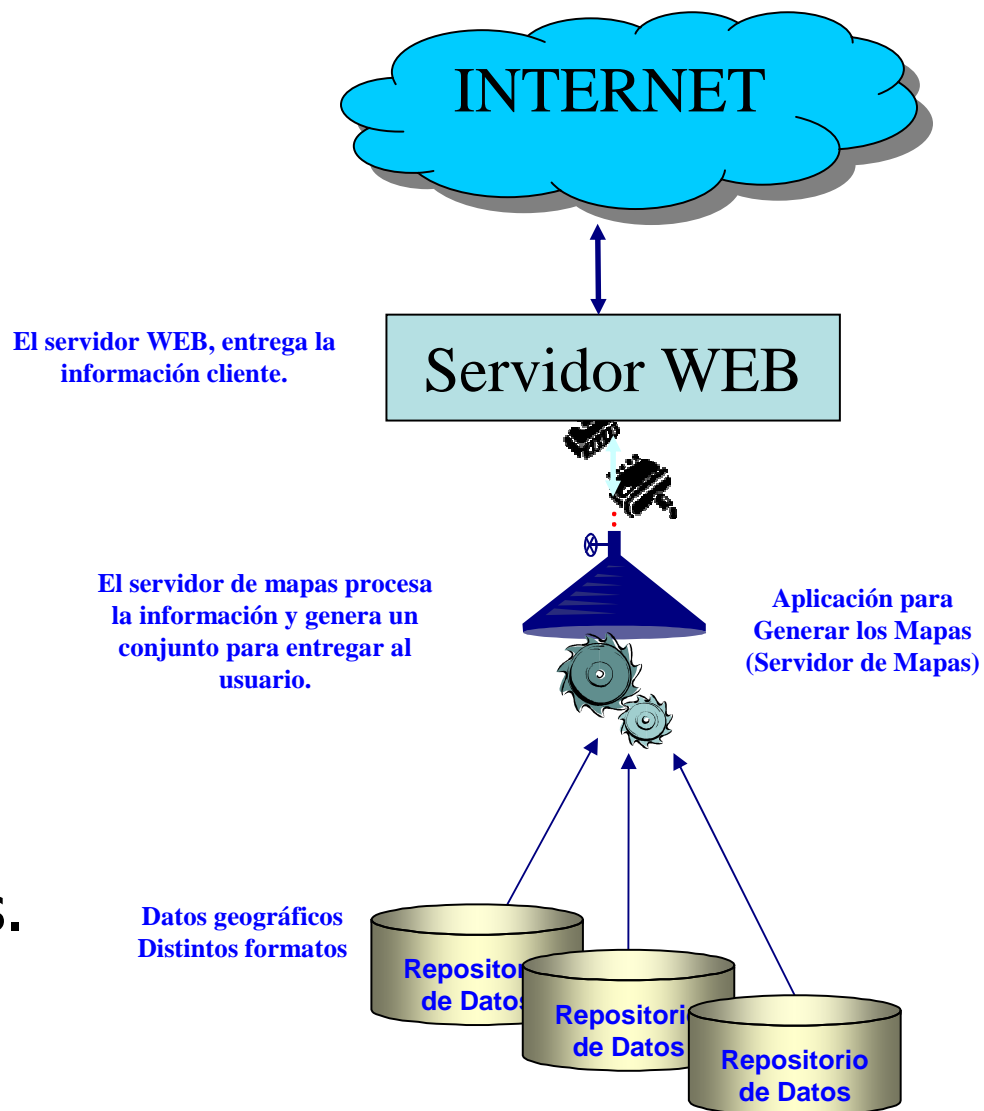 INTERNET
El servidor WEB, entrega la
información cliente.
Servidor WEB
El servidor de mapas procesa
la información y genera un
conjunto para entregar al
usuario.
Aplicación para
Generar los Mapas
(Servidor de Mapas)
s.
Datos geográficos
Distintos formatos
Repositorio
de Datos
Repositorio
de Datos
Repositorio
de Datos